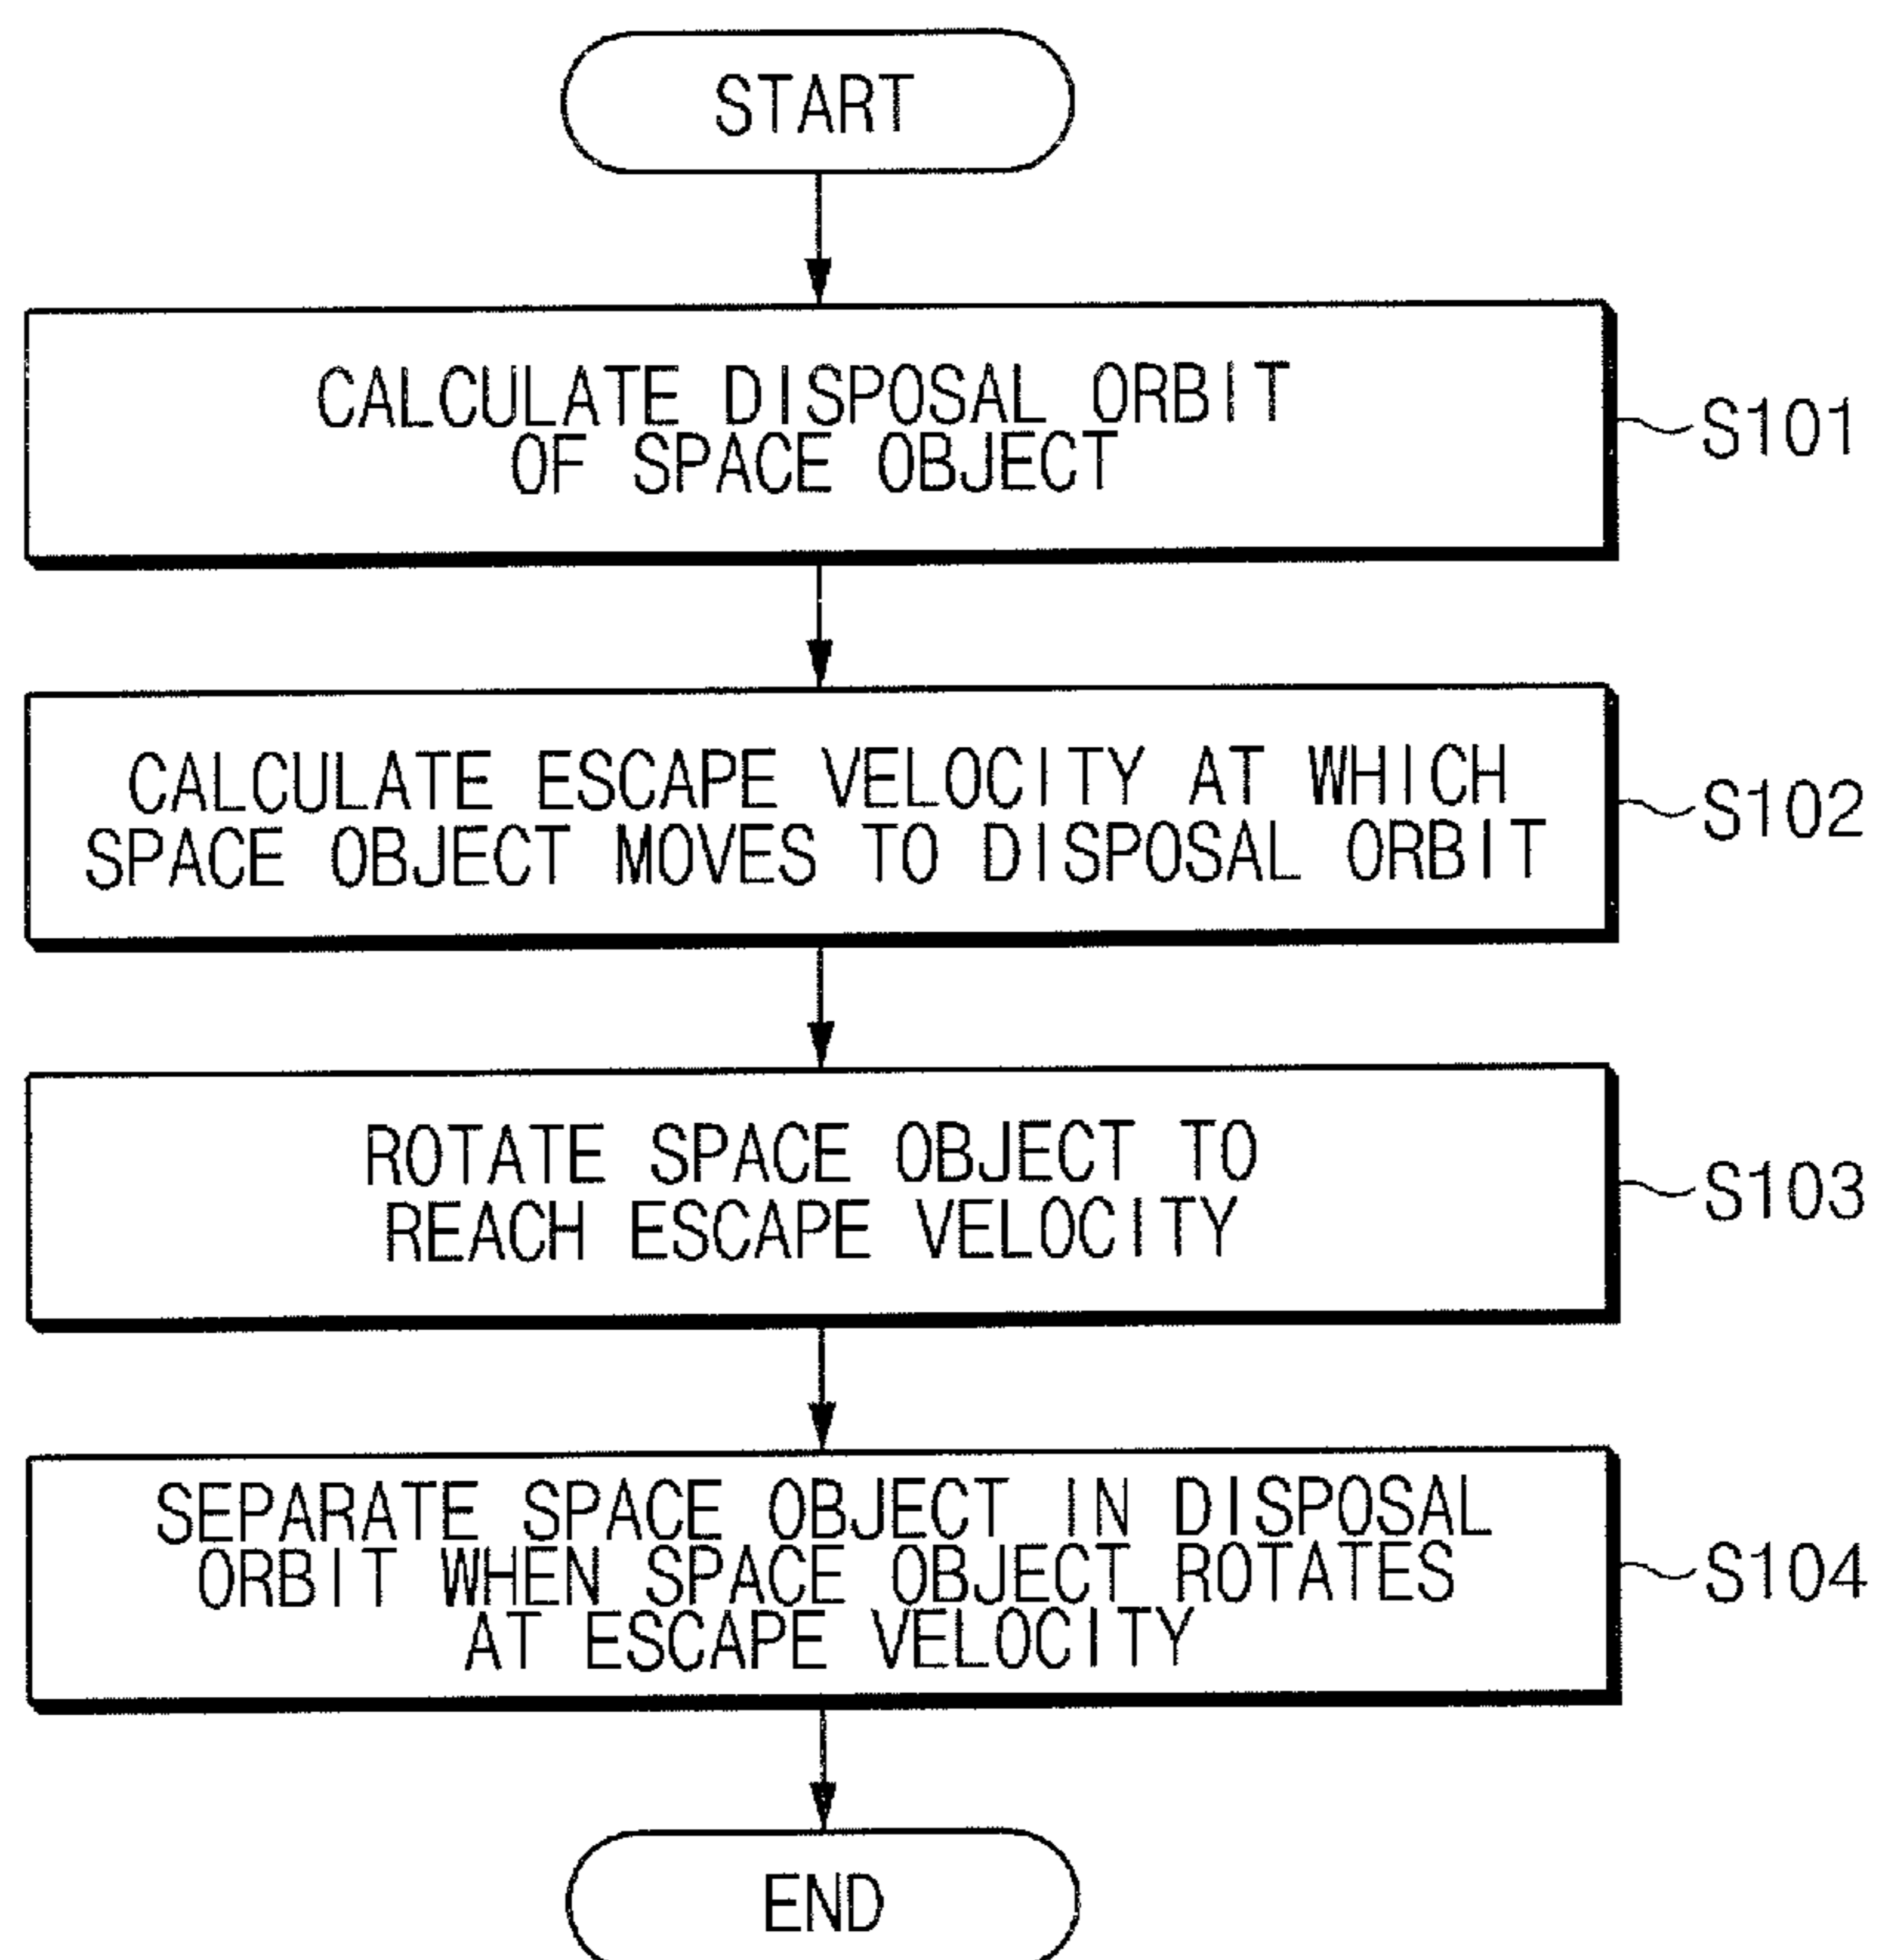 START
CALCULATE DISPOSAL ORBIT
OF SPACE OBJECT
S101
CALCULATE ESCAPE VELOCITY AT WHICH
SPACE OBJECT MOVES TO DISPOSAL ORBIT
S102
ROTATE SPACE OBJECT TO
REACH ESCAPE VELOCITY
S103
SEPARATE SPACE OBJECT IN DISPOSAL
ORBIT WHEN SPACE OBJECT ROTATES
AT ESCAPE VELOCITY
S104
END